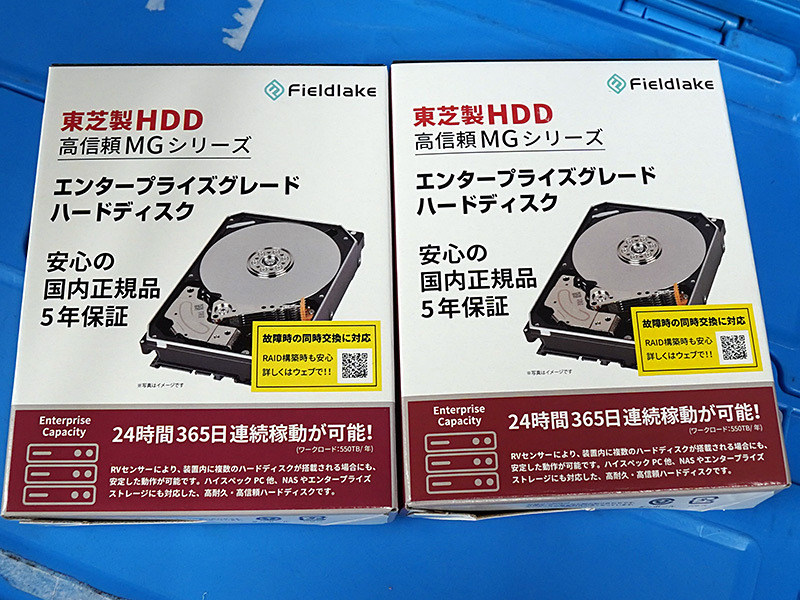 Fieldlake
東芝製HDD
高信頼MGシリーズ
エンタープライズグレード
ハードディスク
安心の
国内正規品
5年保証
故障時の同時交換に対応
RAID構築時も安心
詳しくはウェブで!!
※写真はイメージです
Enterprise
Capacity
24時間365日連続稼動が可能!
(ワークロード:550TB/年)
RVセンサーにより、装置内に複数のハードディスクが搭載される場合にも、
安定した動作が可能です。ハイスペックPC他、NASやエンタープライズ
ストレージにも対応した、高耐久・高信頼ハードディスクです。
Fieldlake
東芝製HDD
高信頼MGシリーズ
エンタープライズグレード
ハードディスク
安心の
国内正規品
5年保証
故障時の同時交換に対応
RAID構築時も安心
詳しくはウェブで!!
※写真はイメージです
Enterprise
Capacity
24時間365日連続稼動が可能!
(ワークロード:550TB/年)
RVセンサーにより、装置内に複数のハードディスクが搭載される場合にも、
安定した動作が可能です。ハイスペックPC他、NASやエンタープライズ
ストレージにも対応した、高耐久・高信頼ハードディスクです。